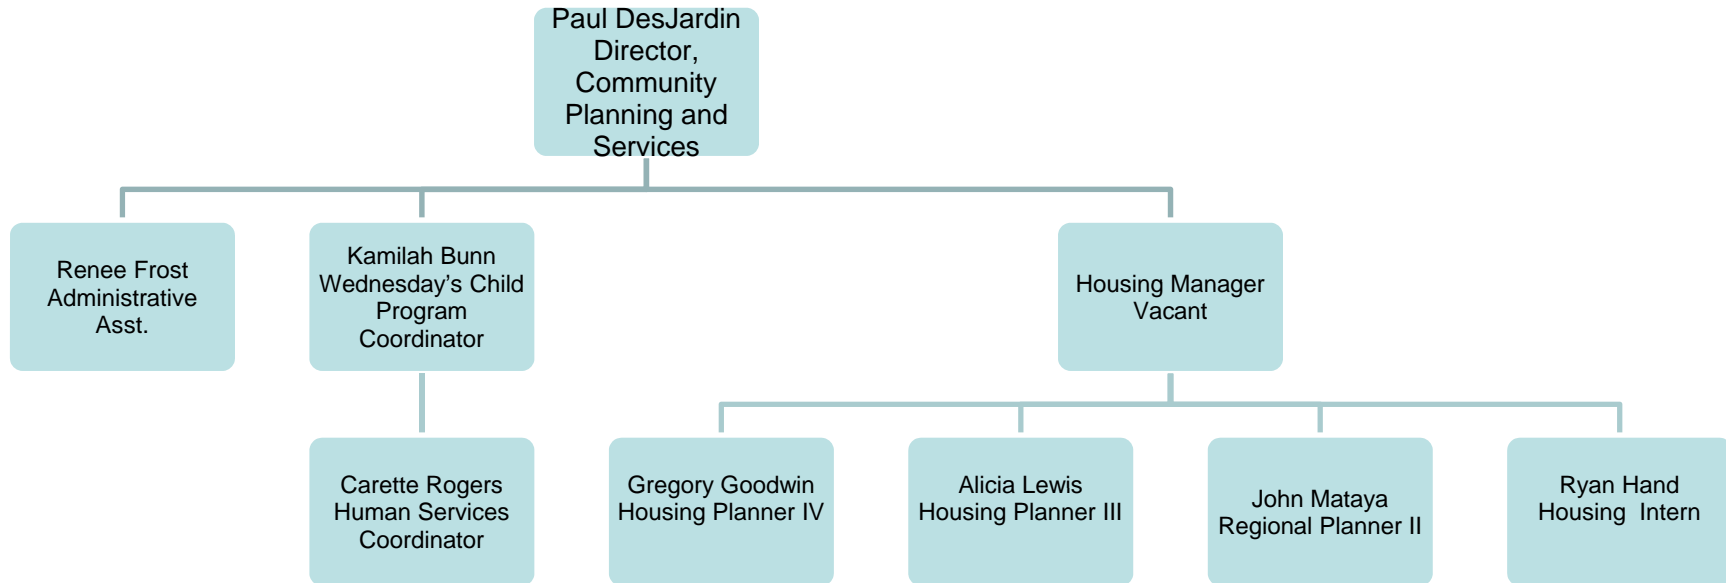 Paul DesJardin
Director,
Community
Planning and
Services
Renee Frost
Administrative
Asst.
Kamilah Bunn
Wednesday’s Child
Program
Coordinator
Housing Manager
Vacant
Carette Rogers
Human Services
Coordinator
Gregory Goodwin
Housing Planner IV
Alicia Lewis
Housing Planner III
John Mataya
Regional Planner II
Ryan Hand
Housing  Intern